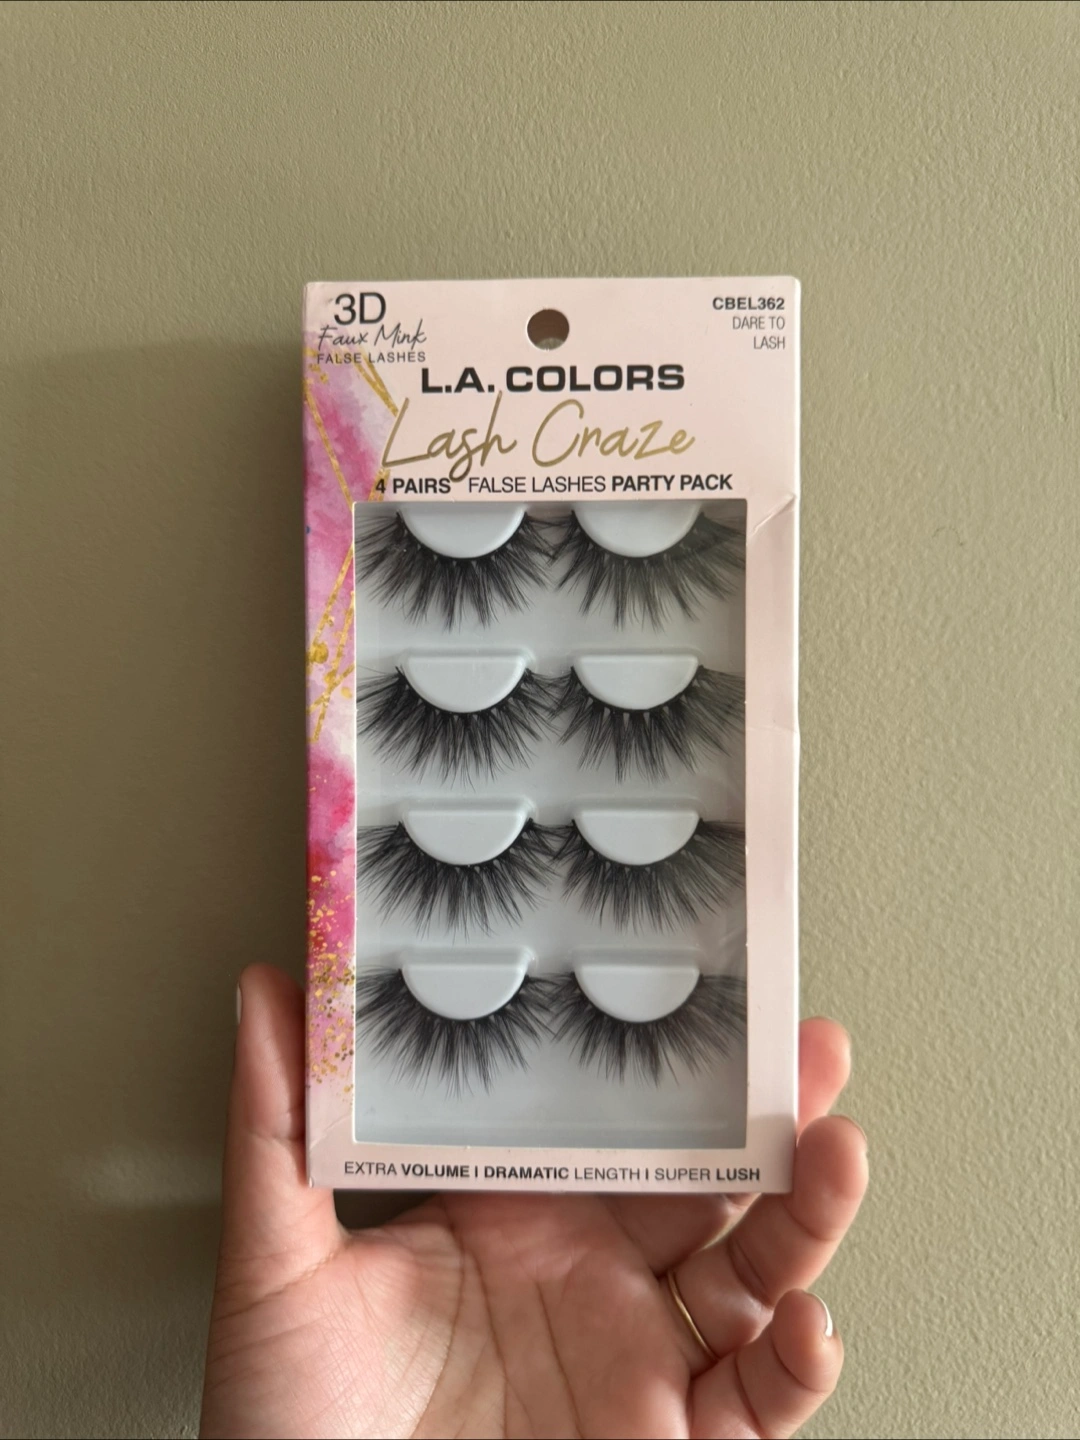 3D
Faux Mink
FALSE LASHES
CBEL362
DARE TO
LASH
L.A. COLORS
Lash Craze
4 PAIRS FALSE LASHES PARTY PACK
EXTRA VOLUME | DRAMATIC LENGTH | SUPER LUSH